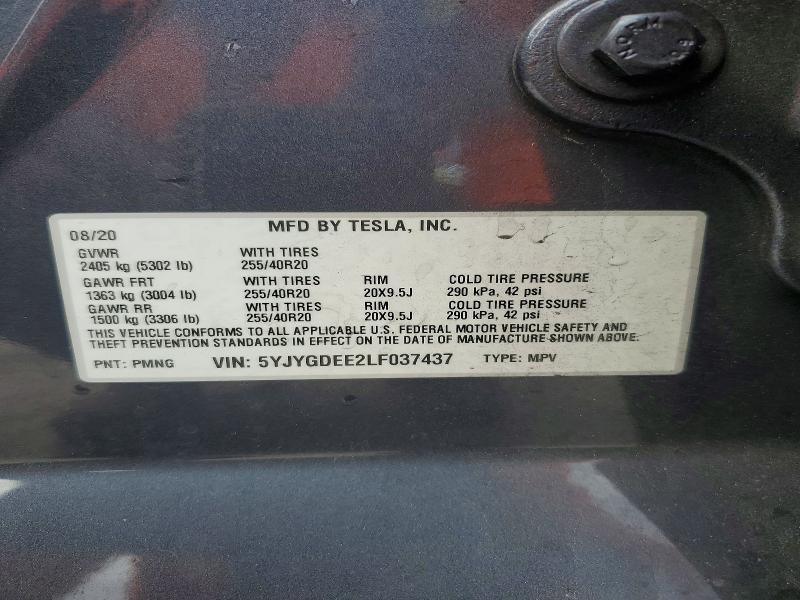 NORM
08/20 MFD BY TESLA, INC.
GVWR WITH TIRES
2405 kg (5302 lb) 255/40R20
GAWR FRT WITH TIRES RIM COLD TIRE PRESSURE
1363 kg (3004 lb) 255/40R20 20X9.5J 290 kPa, 42 psi
GAWR RR WITH TIRES RIM COLD TIRE PRESSURE
1500 kg (3306 lb) 255/40R20 20X9.5J 290 kPa, 42 psi
THIS VEHICLE CONFORMS TO ALL APPLICABLE U.S. FEDERAL MOTOR VEHICLE SAFETY AND
THEFT PREVENTION STANDARDS IN EFFECT ON THE DATE OF MANUFACTURE SHOWN ABOVE.
PNT: PMNG VIN: 5YJYGDEE2LF037437 TYPE: MPV